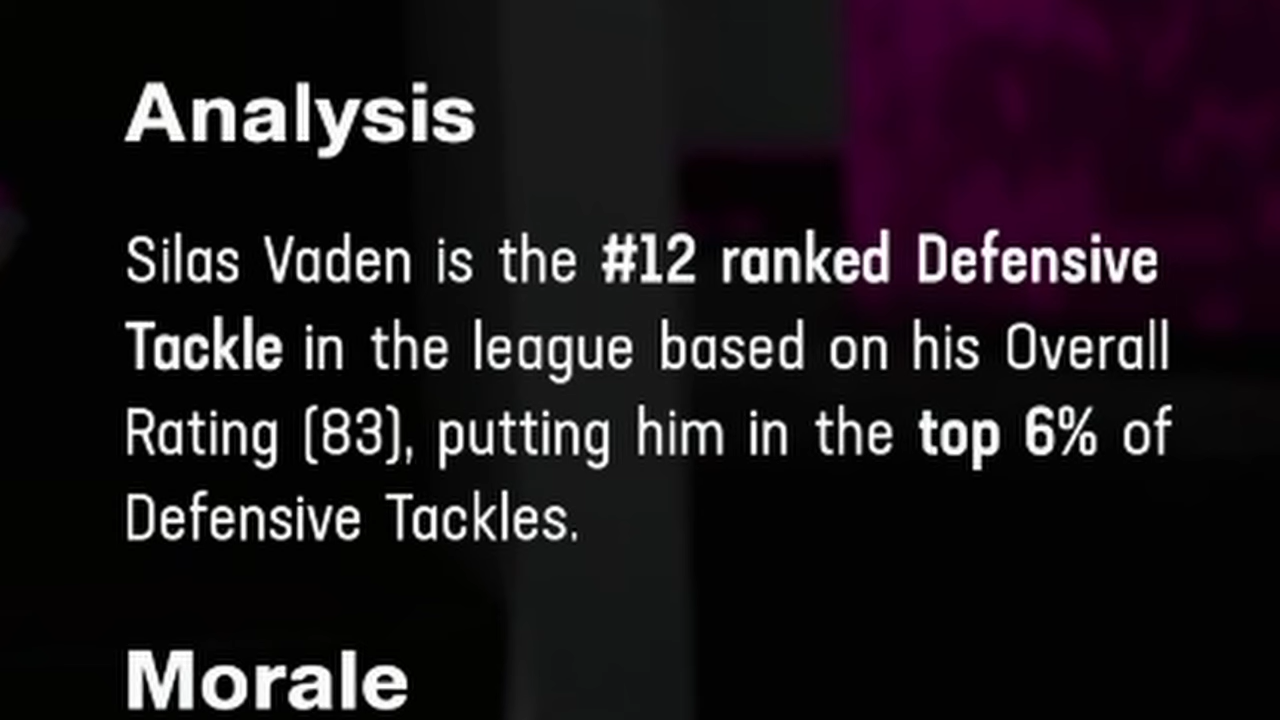 Analysis
Silas Vaden is the #12 ranked Defensive
Tackle in the league based on his Overall
Rating (83), putting him in the top 6% of
Defensive Tackles.
Morale